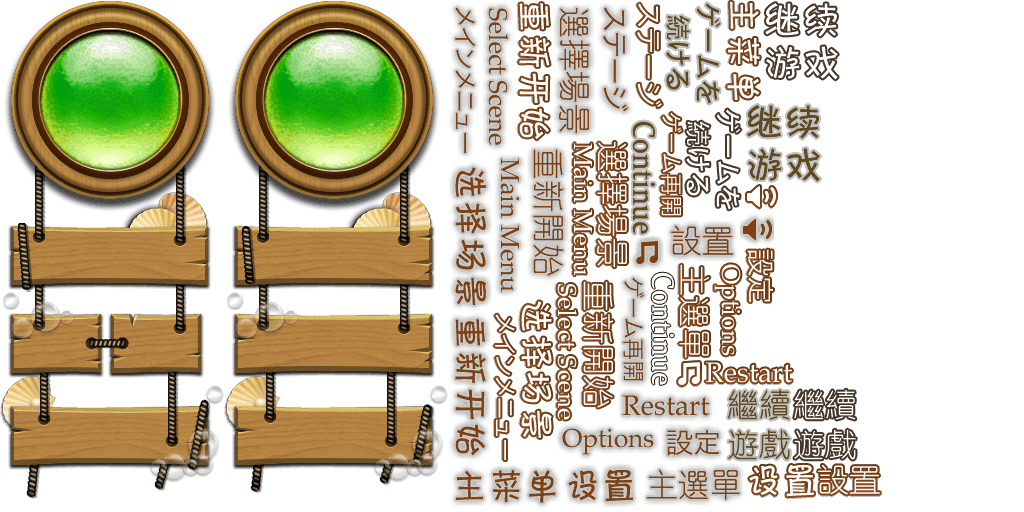 メインメニュー
Select Scene
重新开始
選擇場景
ステージ
ステージ
続ける
ゲームを
主菜单
继续
游戏
继续
游戏
选择场景
Main Menu
重新開始
Main Menu
選擇場景
Continue
ゲーム再開
続ける
ゲームを
設置
設定
重新开始
メインメニュー
选择场景
Select Scene
重新開始
ゲーム再開
Continue
主選單
Options
Restart
Restart
繼續
繼續
Options
設定
遊戲
遊戲
主菜单
设置
主選單
设置
設置